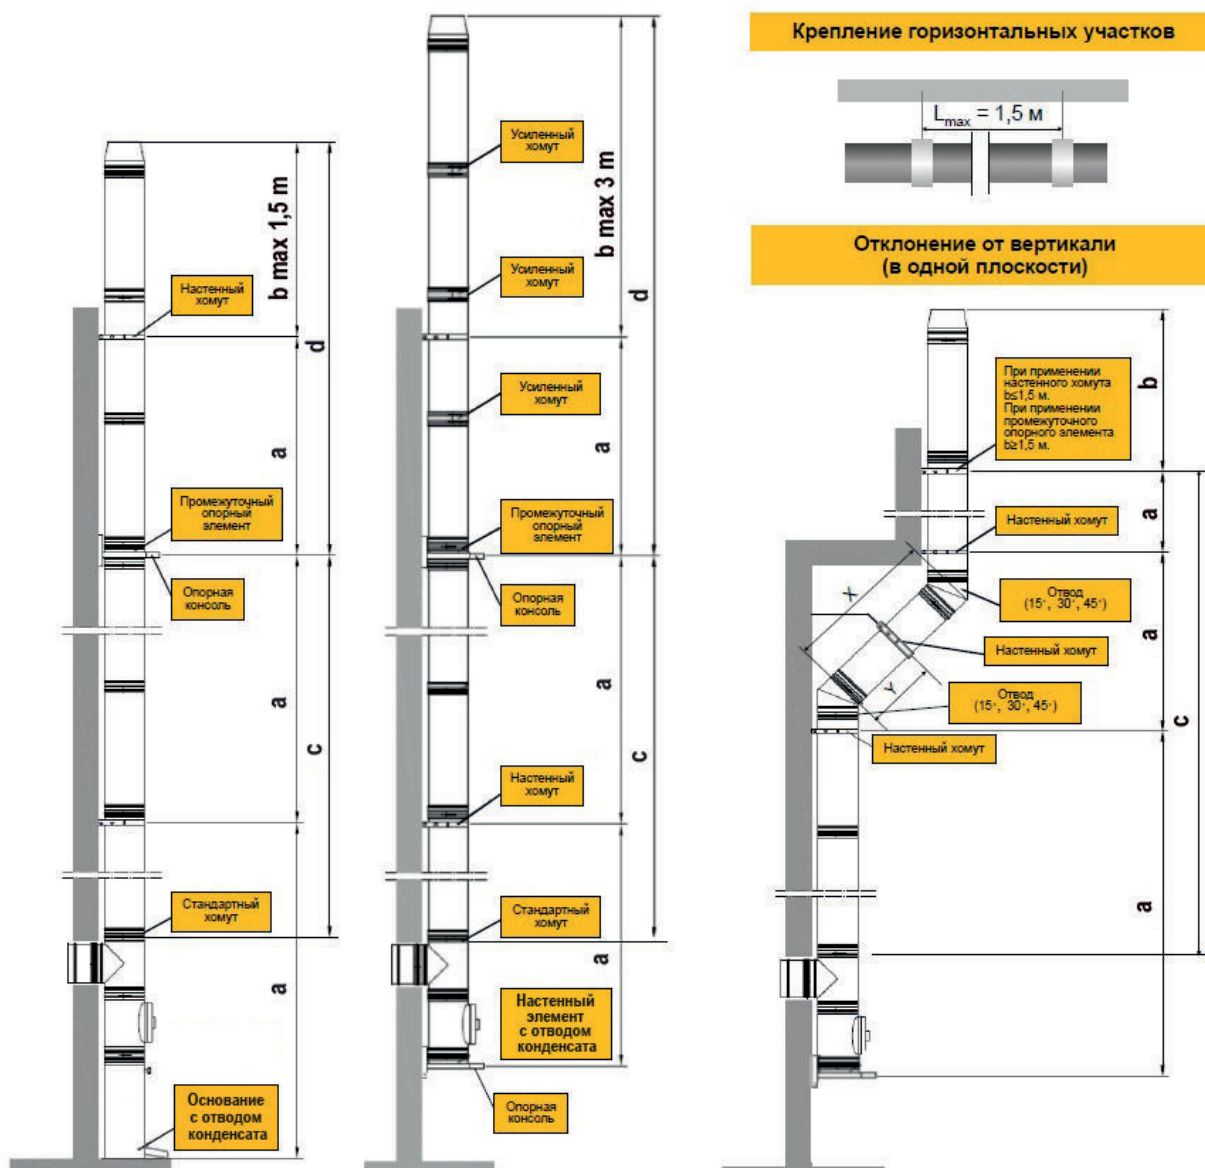 b max 1,5 m
d
Настенный
хомут
a
Промежуточный
опорный
элемент
Опорная
консоль
a
c
Стандартный
хомут
a
Основание
с отводом
конденсата
Усиленный
хомут
b max 3 m
d
Усиленный
хомут
Усиленный
хомут
a
Промежуточный
опорный
элемент
Опорная
консоль
a
c
Настенный
хомут
Стандартный
хомут
a
Настенный
элемент
с отводом
конденсата
Опорная
консоль
Крепление горизонтальных участков
Lmax = 1,5 м
Отклонение от вертикали
(в одной плоскости)
При применении
настенного хомута
b≤1,5 м.
При применении
промежуточного
опорного элемента
b≥1,5 м.
b
a
Настенный хомут
X
Отвод
(15°, 30°, 45°)
a
Настенный хомут
Y
Отвод
(15°, 30°, 45°)
c
Настенный хомут
a